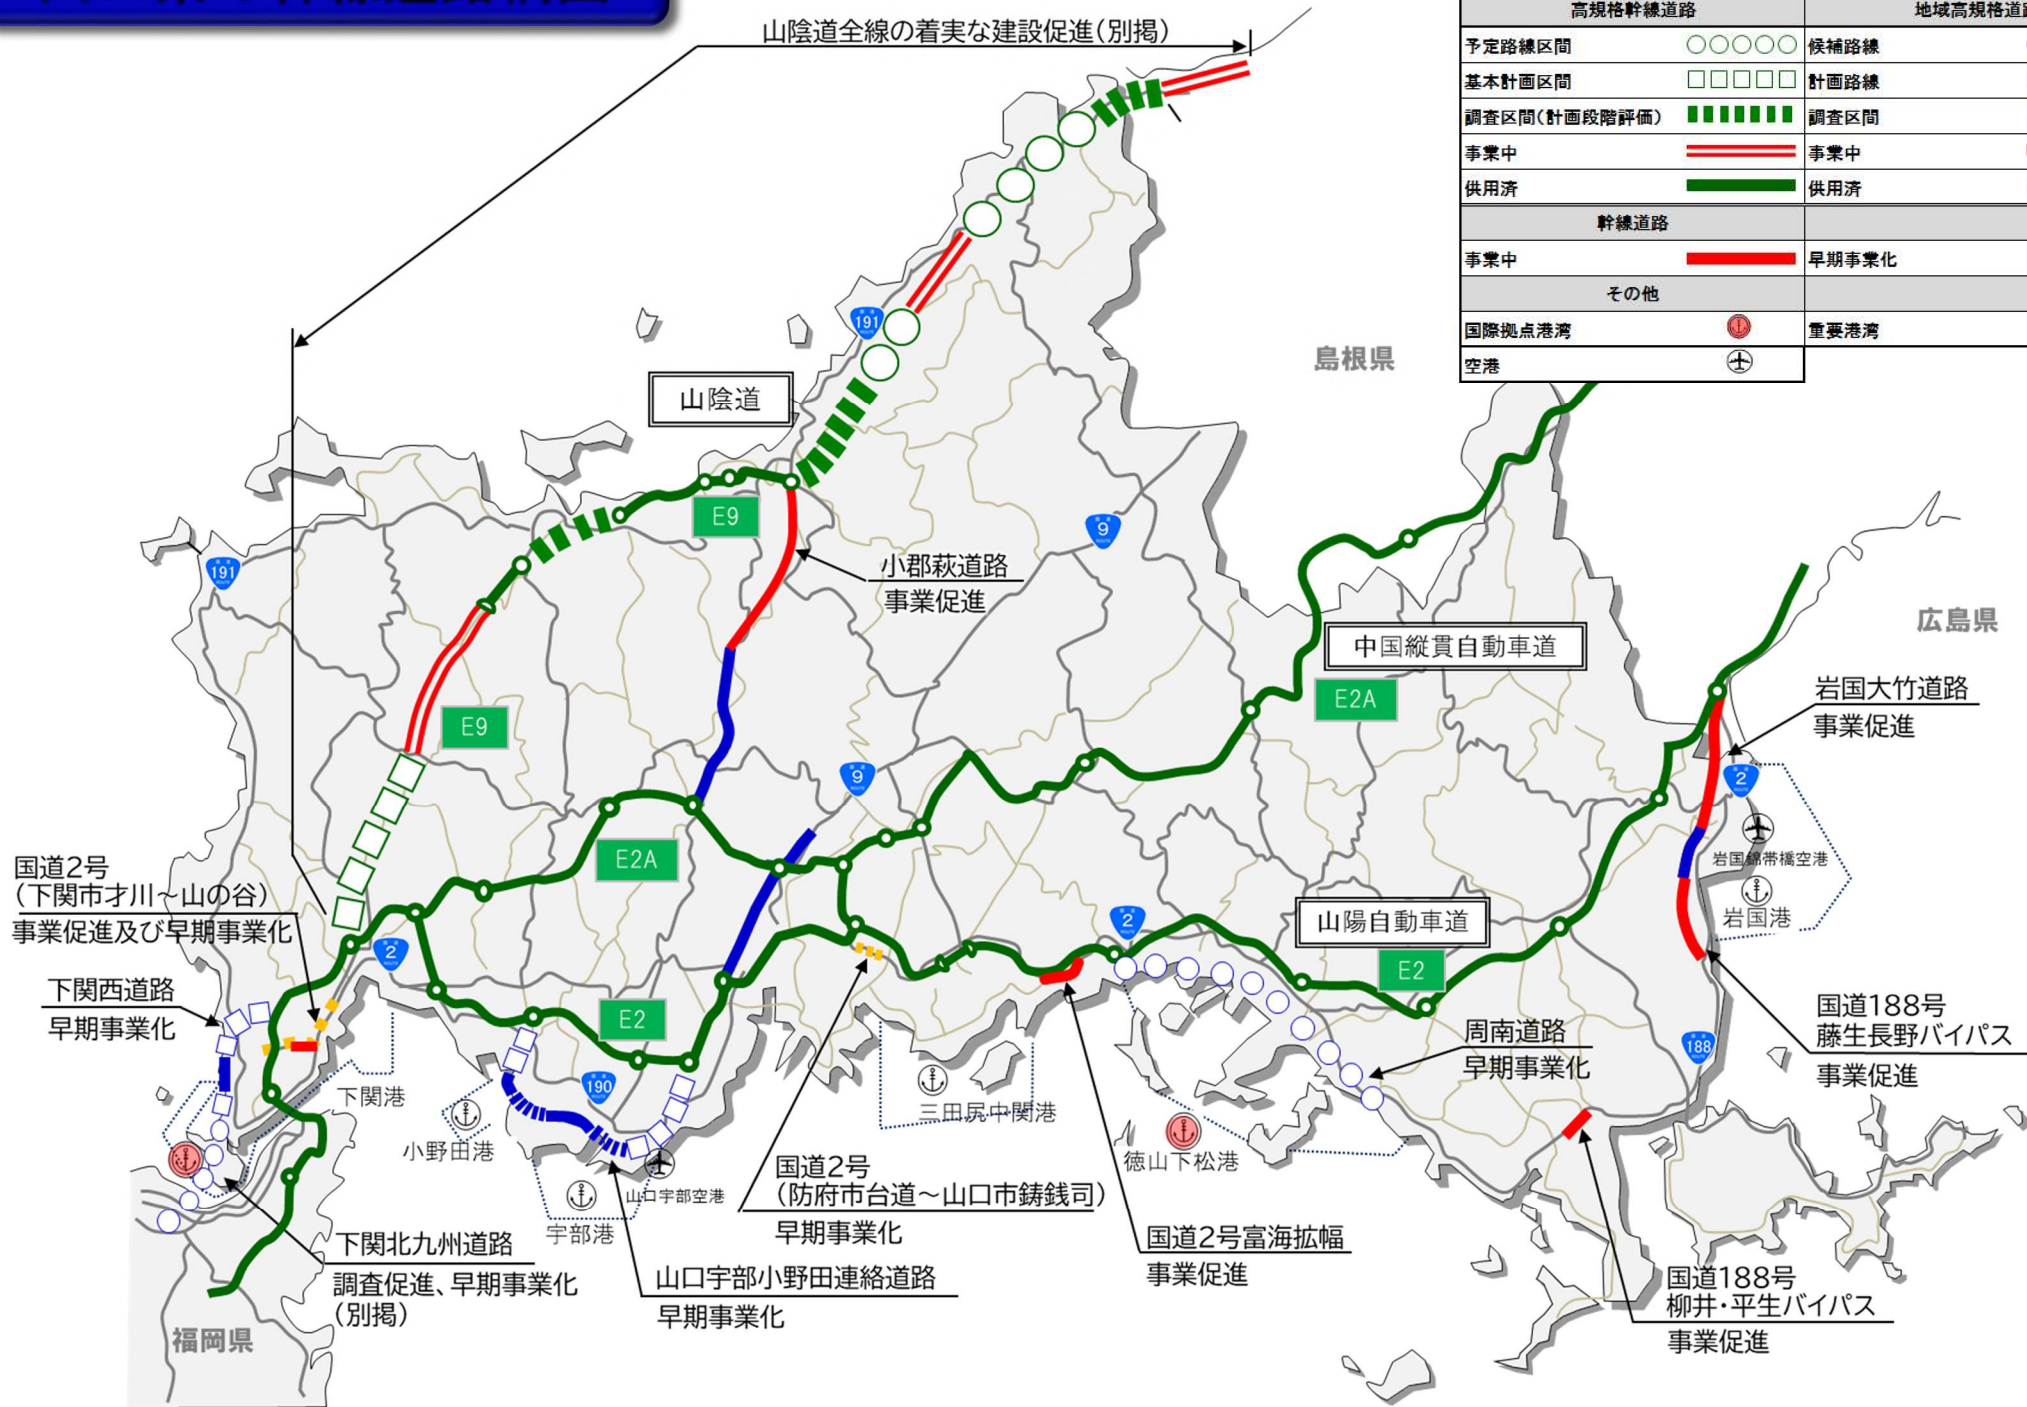 山陰道全線の着実な建設促進(別掲)
高規格幹線道路
予定路線区間
候補路線
基本計画区間
計画路線
調査区間(計画段階評価)
調査区間
事業中
事業中
供用済
供用済
幹線道路
事業中
早期事業化
その他
国際拠点港湾
重要港湾
空港
191
島根県
山陰道
E9
9
191
小郡萩道路
事業促進
中国縦貫自動車道
広島県
E2A
岩国大竹道路
事業促進
E9
9
2
岩国錦帯橋空港
E2A
国道2号
(下関市才川～山の谷)
事業促進及び早期事業化
山陽自動車道
2
岩国港
2
E2
下関西道路
早期事業化
E2
国道188号
藤生長野バイパス
事業促進
周南道路
早期事業化
188
190
下関港
三田尻中関港
小野田港
徳山下松港
国道2号
(防府市台道～山口市鋳銭司)
早期事業化
山口宇部空港
宇部港
下関北九州道路
調査促進、早期事業化
(別掲)
国道2号富海拡幅
事業促進
山口宇部小野田連絡道路
早期事業化
国道188号
柳井・平生バイパス
事業促進
福岡県